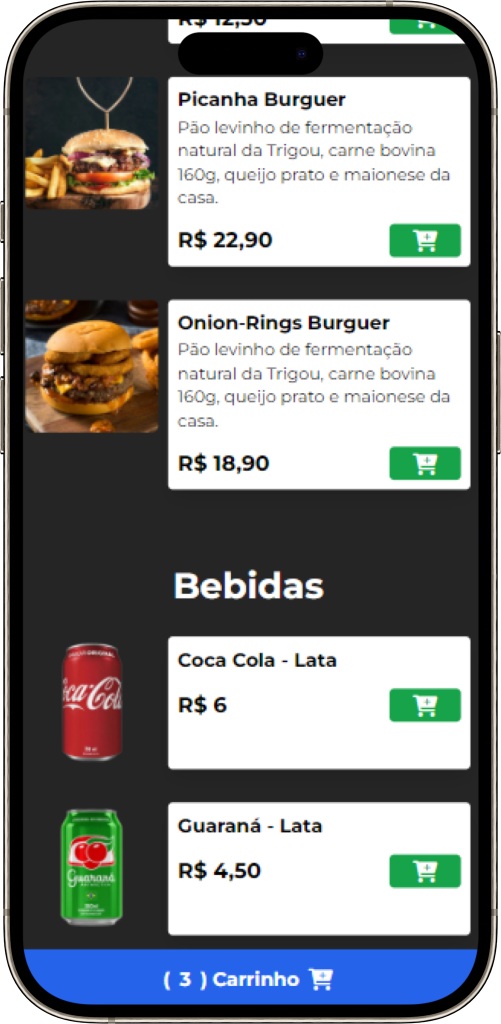 R$ 12,50
Picanha Burguer
Pão levinho de fermentação
natural da Trigou, carne bovina
160g, queijo prato e maionese da
casa.
R$ 22,90
Onion-Rings Burguer
Pão levinho de fermentação
natural da Trigou, carne bovina
160g, queijo prato e maionese da
casa.
R$ 18,90
Bebidas
Coca-Cola
Coca Cola - Lata
R$ 6
Guaraná
Guaraná - Lata
R$ 4,50
( 3 ) Carrinho